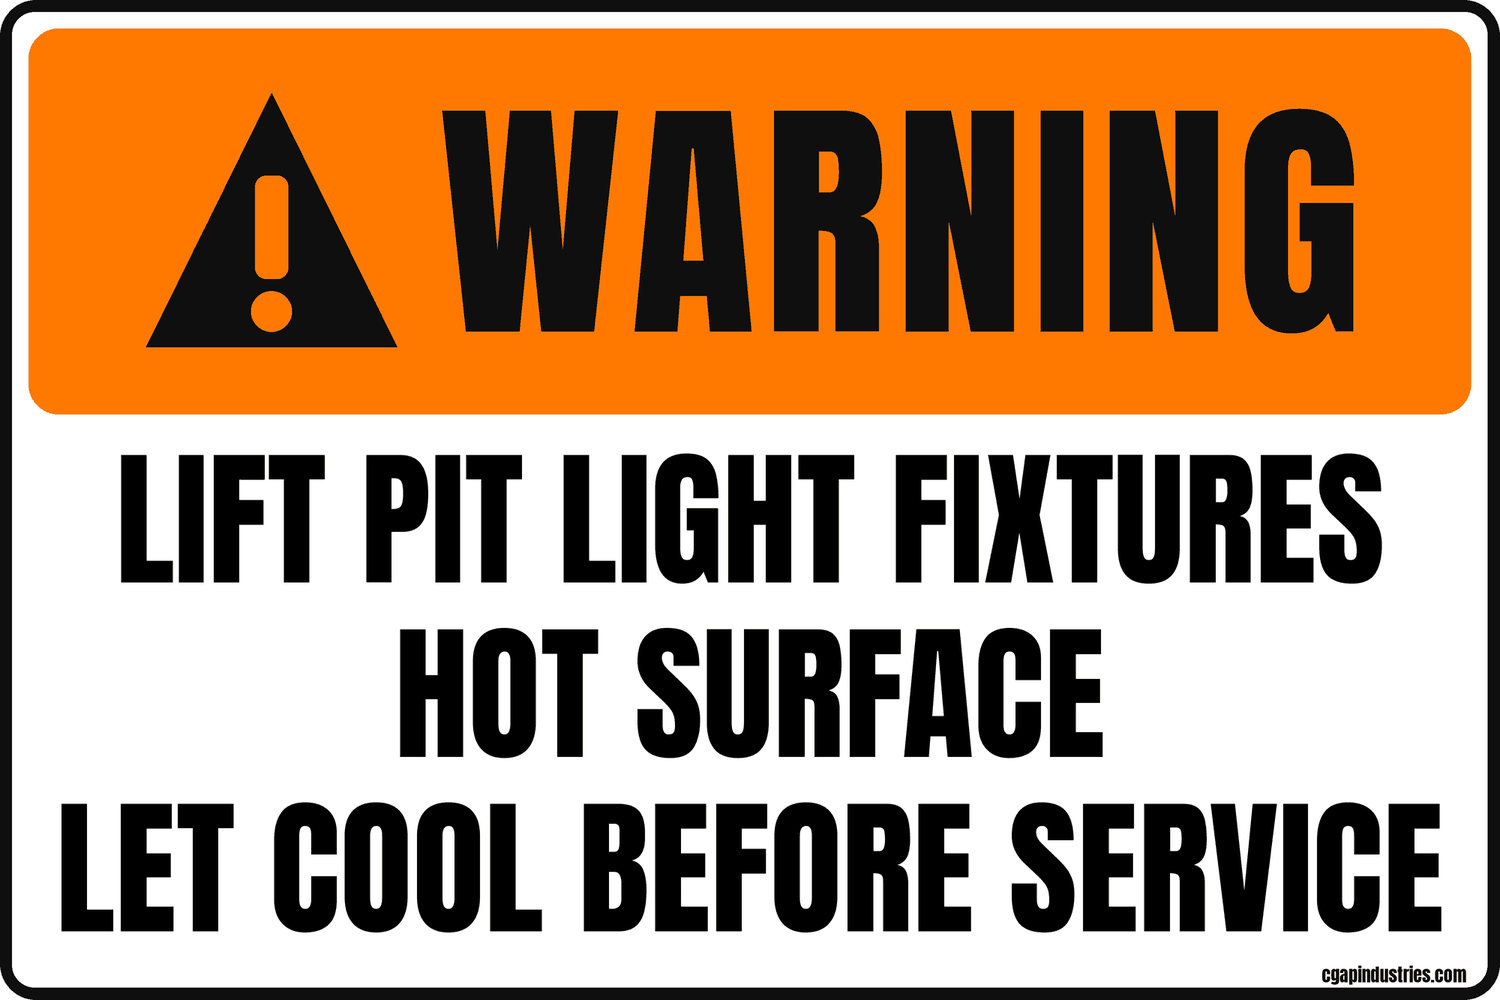 WARNING
LIFT PIT LIGHT FIXTURES
HOT SURFACE
LET COOL BEFORE SERVICE
cgapindustries.com